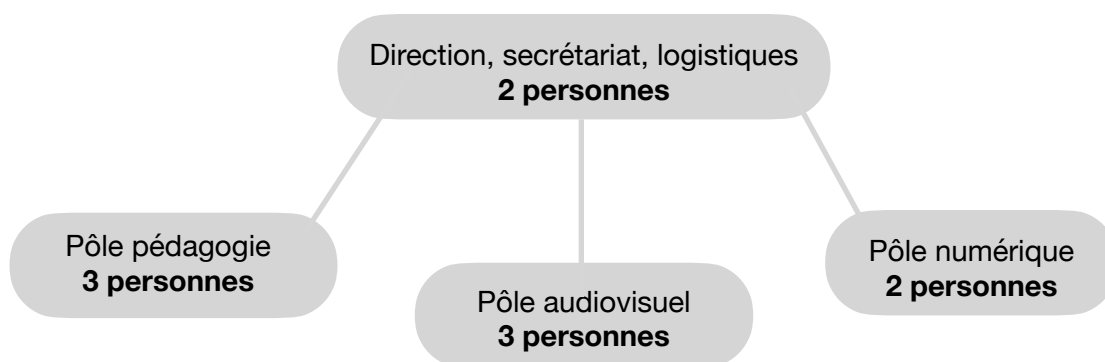 Direction, secrétariat, logistiques
2 personnes
Pôle pédagogie
3 personnes
Pôle audiovisuel
3 personnes
Pôle numérique
2 personnes